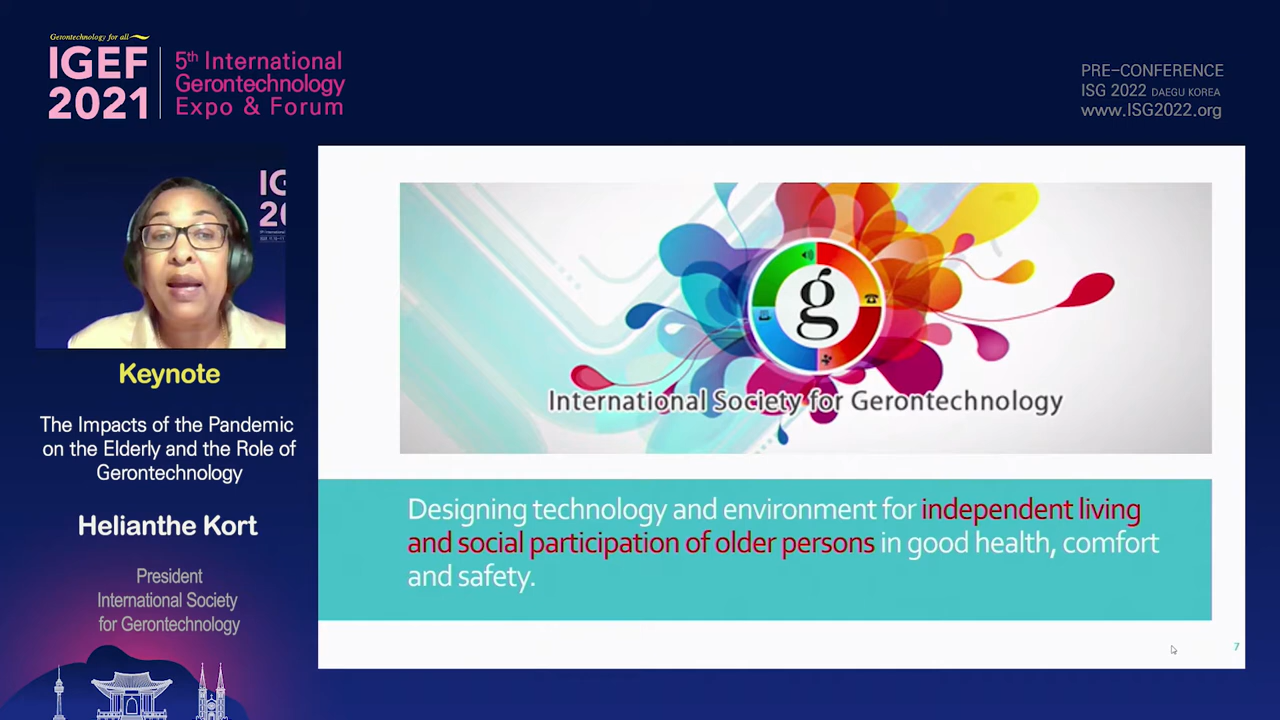 Gerontechnology for all
IGEF
2021
5th International
Gerontechnology
Expo & Forum
PRE-CONFERENCE
ISG 2022 DAEGU KOREA
www.ISG2022.org
IG
20
Keynote
The Impacts of the Pandemic
on the Elderly and the Role of
Gerontechnology
Helianthe Kort
President
International Society
for Gerontechnology
g
International Society for Gerontechnology
Designing technology and environment for independent living
and social participation of older persons in good health, comfort
and safety.
7